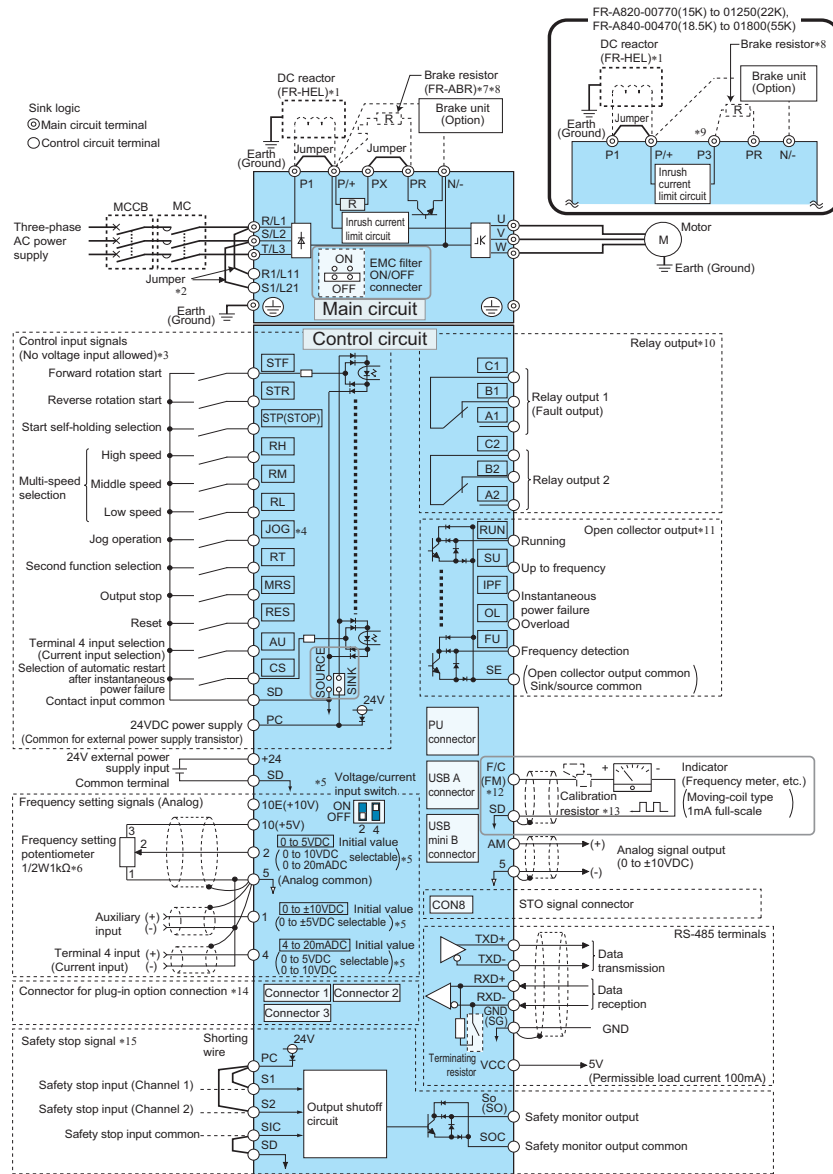 FR-A820-00770(15K) to 01250(22K),
FR-A840-00470(18.5K) to 01800(55K)
DC reactor
(FR-HEL)*1
Brake resistor*8
Brake unit
(Option)
R
Jumper
Earth
(Ground)
*9
P1
P/+
P3
PR
N/-
Inrush
current
limit circuit
Sink logic
Main circuit terminal
Control circuit terminal
DC reactor
(FR-HEL)*1
Brake resistor
(FR-ABR)*7*8
Brake unit
(Option)
R
Earth
(Ground)
Jumper
Jumper
P1
P/+
PX
PR
N/-
R
Inrush current
limit circuit
MCCB
MC
Three-phase
AC power
supply
R/L1
S/L2
T/L3
R1/L11
S1/L21
Jumper
*2
Earth
(Ground)
ON
OFF
EMC filter
ON/OFF
connecter
U
V
W
Motor
M
Earth (Ground)
Main circuit
Control circuit
Control input signals
(No voltage input allowed)*3
Forward rotation start
STF
Reverse rotation start
STR
Start self-holding selection
STP(STOP)
Multi-speed
selection
High speed
RH
Middle speed
RM
Low speed
RL
Jog operation
JOG
*4
Second function selection
RT
Output stop
MRS
Reset
RES
Terminal 4 input selection
(Current input selection)
AU
Selection of automatic restart
after instantaneous
power failure
CS
Contact input common
SD
SOURCE
SINK
24V
24VDC power supply
(Common for external power supply transistor)
PC
Relay output*10
C1
B1
A1
Relay output 1
(Fault output)
C2
B2
A2
Relay output 2
Open collector output*11
RUN
Running
SU
Up to frequency
IPF
Instantaneous
power failure
OL
Overload
FU
Frequency detection
SE
(Open collector output common
Sink/source common)
24V external power
supply input
Common terminal
+24
SD
*5
Voltage/current
input switch
ON
OFF
2 4
Frequency setting signals (Analog)
10E(+10V)
10(+5V)
Frequency setting
potentiometer
1/2W1kΩ*6
3
2
1
2
0 to 5VDC Initial value
(0 to 10VDC
0 to 20mADC selectable)*5
5
(Analog common)
Auxiliary
input
(+)
(-)
1
0 to ±10VDC Initial value
(0 to ±5VDC selectable)*5
Terminal 4 input
(Current input)
(+)
(-)
4
4 to 20mADC Initial value
(0 to 5VDC
0 to 10VDC selectable)*5
PU
connector
USB A
connector
USB
mini B
connector
F/C
(FM)
*12
SD
Calibration
resistor *13
+
-
Indicator
(Frequency meter, etc.)
(Moving-coil type
1mA full-scale)
AM
5
(+)
(-)
Analog signal output
(0 to ±10VDC)
CON8
STO signal connector
RS-485 terminals
TXD+
TXD-
Data
transmission
RXD+
RXD-
Data
reception
GND
(SG)
GND
Terminating
resistor
VCC
5V
(Permissible load current 100mA)
Connector for plug-in option connection *14
Connector 1
Connector 2
Connector 3
Safety stop signal *15
Shorting
wire
24V
PC
Safety stop input (Channel 1)
S1
Safety stop input (Channel 2)
S2
Safety stop input common
SIC
SD
Output shutoff
circuit
So
(SO)
Safety monitor output
SOC
Safety monitor output common